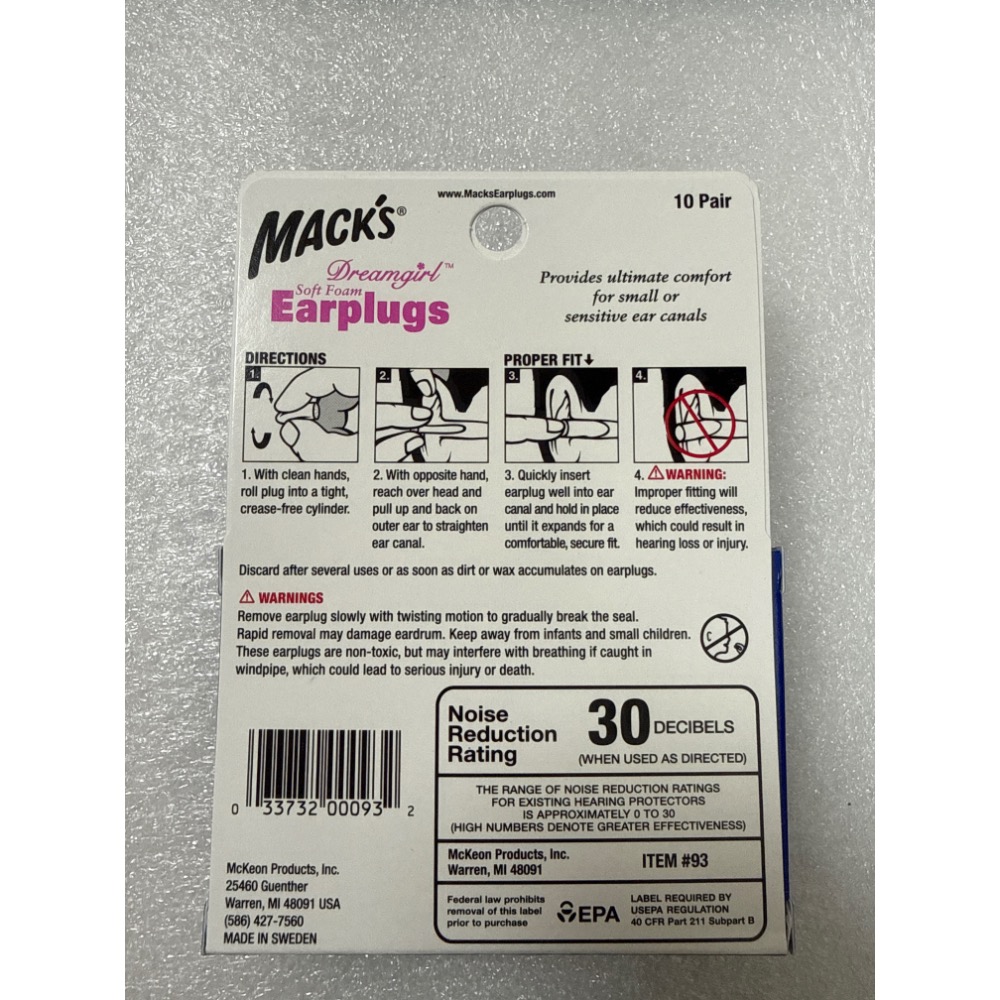 www.MacksEarplugs.com
10 Pair
MACK'S®
Dreamgirl™
Soft Foam
Earplugs
Provides ultimate comfort
for small or
sensitive ear canals
DIRECTIONS
PROPER FIT
1.
2.
3.
4.
1. With clean hands,
roll plug into a tight,
crease-free cylinder.
2. With opposite hand,
reach over head and
pull up and back on
outer ear to straighten
ear canal.
3. Quickly insert
earplug well into ear
canal and hold in place
until it expands for a
comfortable, secure fit.
4. ⚠WARNING:
Improper fitting will
reduce effectiveness,
which could result in
hearing loss or injury.
Discard after several uses or as soon as dirt or wax accumulates on earplugs.
⚠ WARNINGS
Remove earplug slowly with twisting motion to gradually break the seal.
Rapid removal may damage eardrum. Keep away from infants and small children.
These earplugs are non-toxic, but may interfere with breathing if caught in
windpipe, which could lead to serious injury or death.
Noise
Reduction
Rating
30 DECIBELS
(WHEN USED AS DIRECTED)
THE RANGE OF NOISE REDUCTION RATINGS
FOR EXISTING HEARING PROTECTORS
IS APPROXIMATELY 0 TO 30
(HIGH NUMBERS DENOTE GREATER EFFECTIVENESS)
McKeon Products, Inc.
Warren, MI 48091
ITEM #93
Federal law prohibits
removal of this label
prior to purchase
EPA
LABEL REQUIRED BY
USEPA REGULATION
40 CFR Part 211 Subpart B
0 33732 00093 2
McKeon Products, Inc.
25460 Guenther
Warren, MI 48091 USA
(586) 427-7560
MADE IN SWEDEN